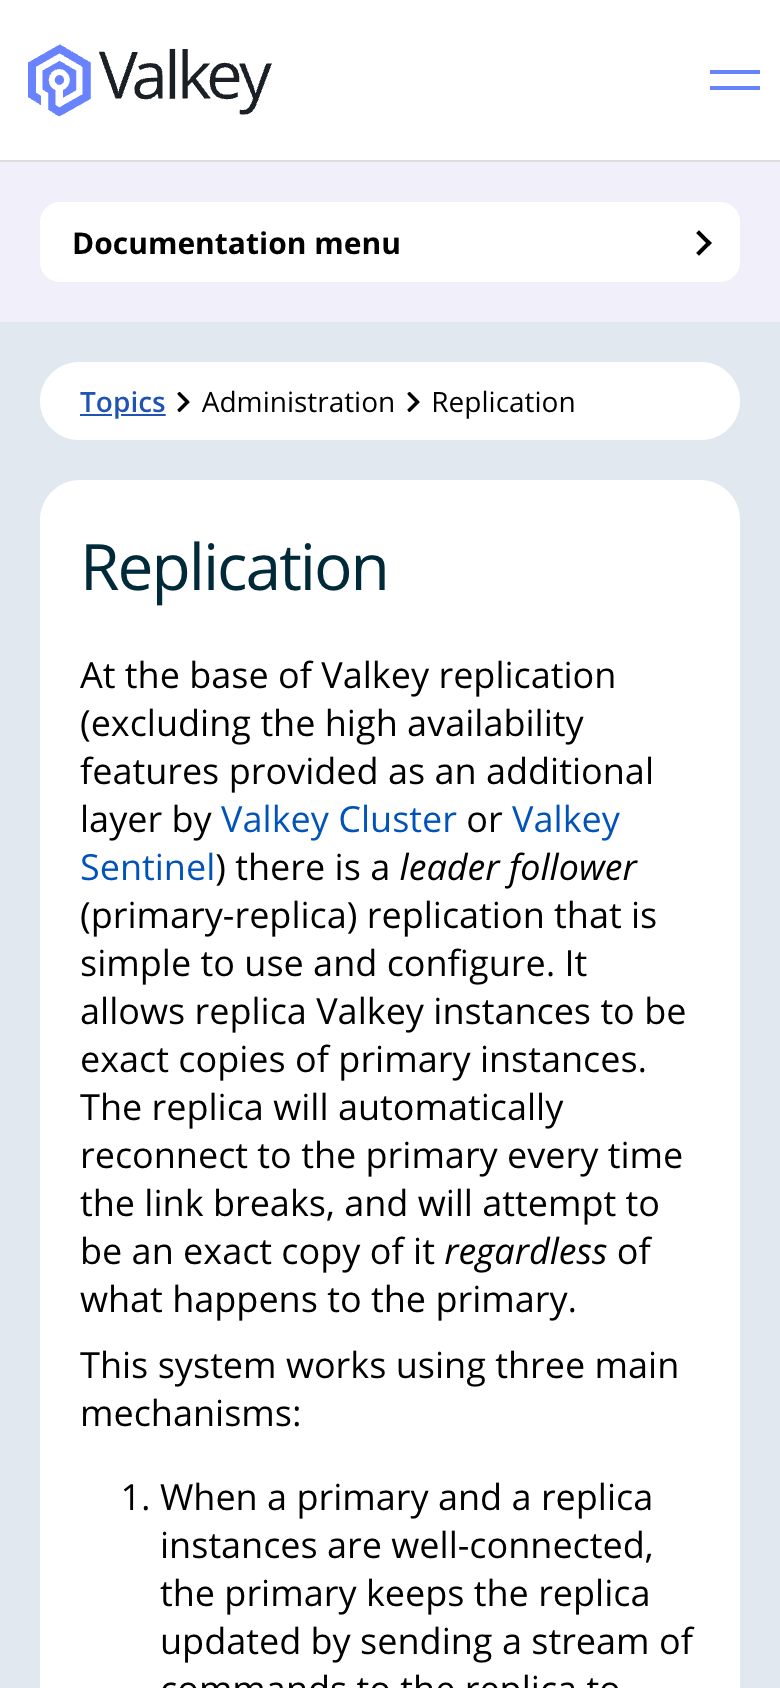 Valkey
Documentation menu
Topics > Administration > Replication
Replication
At the base of Valkey replication
(excluding the high availability
features provided as an additional
layer by Valkey Cluster or Valkey
Sentinel) there is a leader follower
(primary-replica) replication that is
simple to use and configure. It
allows replica Valkey instances to be
exact copies of primary instances.
The replica will automatically
reconnect to the primary every time
the link breaks, and will attempt to
be an exact copy of it regardless of
what happens to the primary.
This system works using three main
mechanisms:
1. When a primary and a replica
instances are well-connected,
the primary keeps the replica
updated by sending a stream of
commands to the replica to